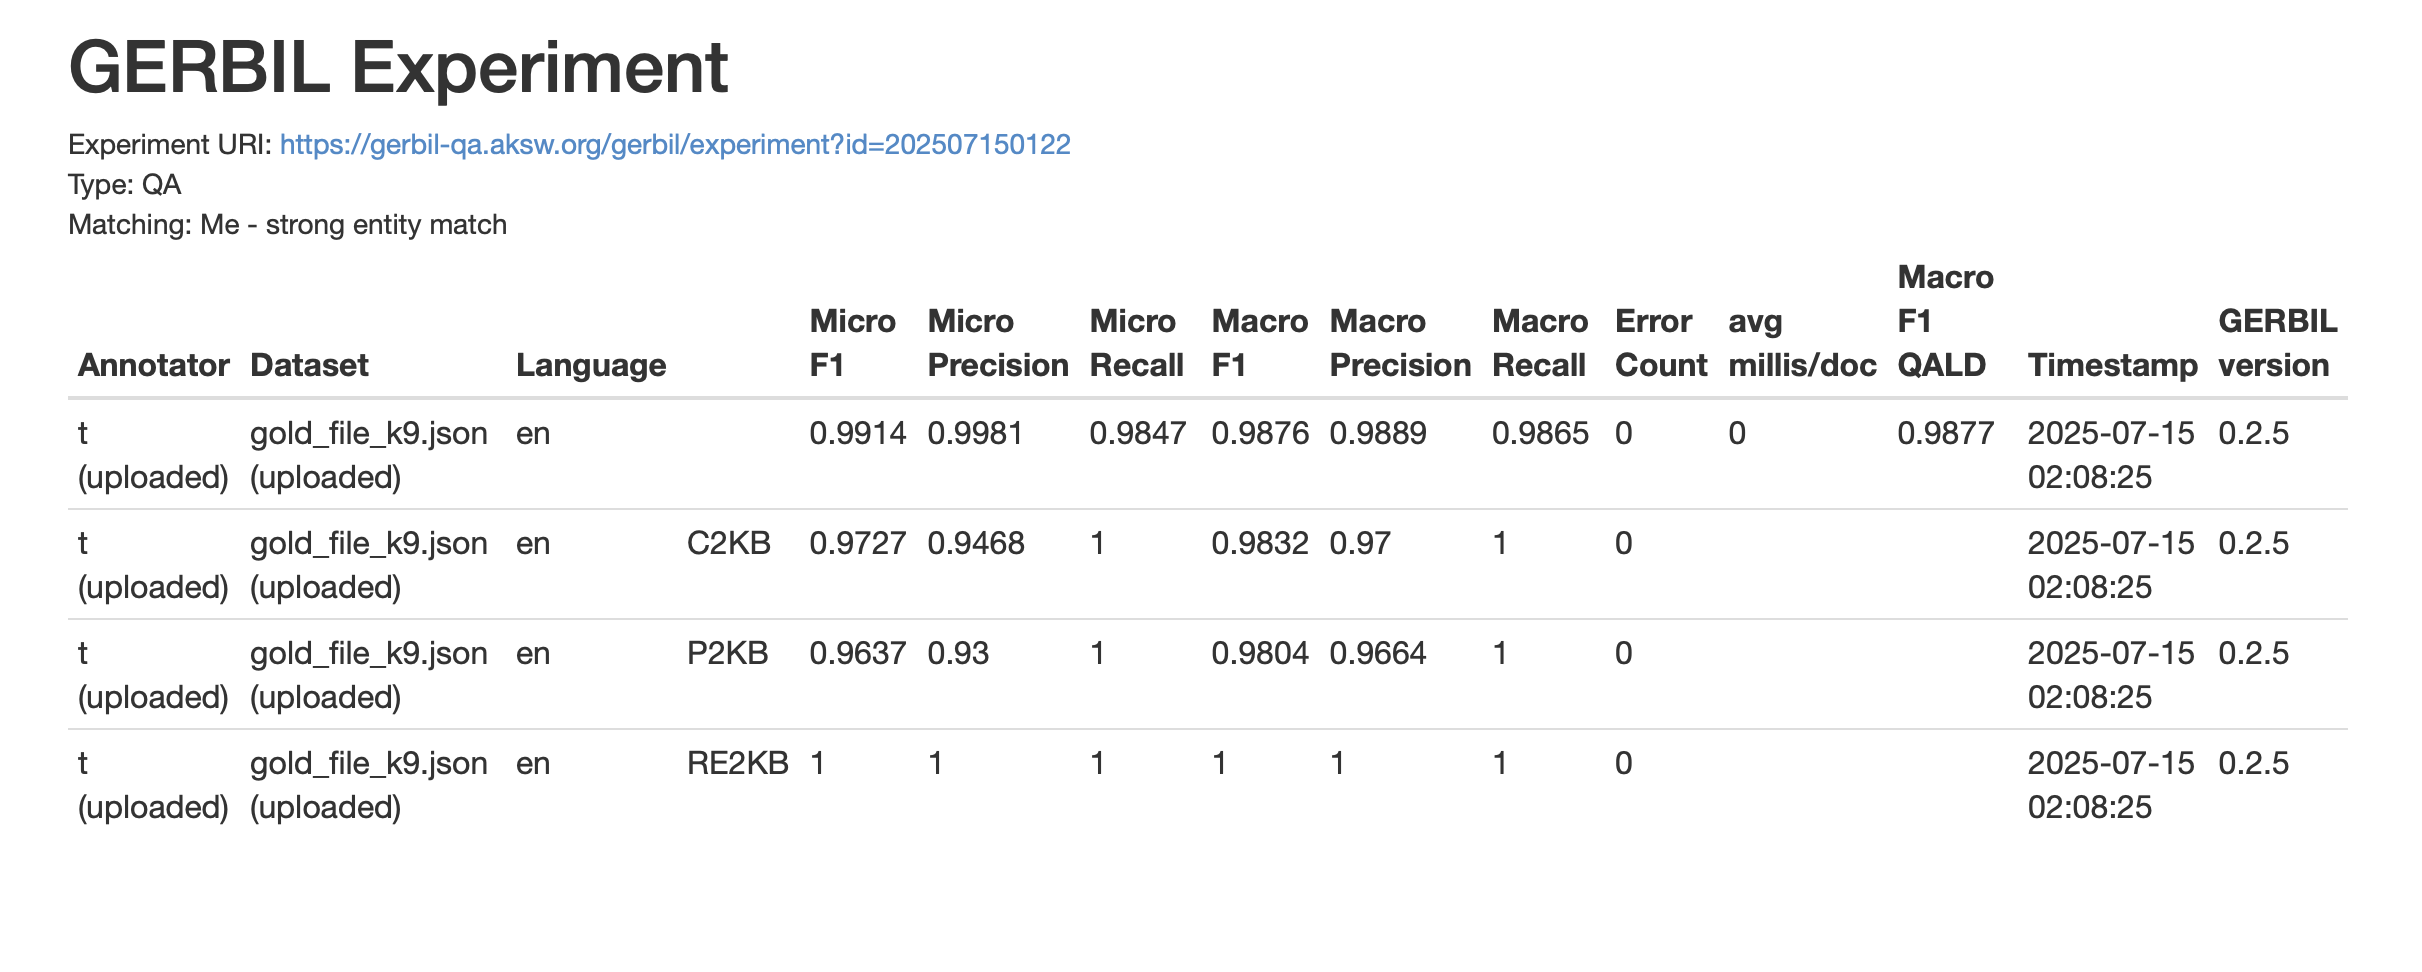 GERBIL Experiment
Experiment URI: https://gerbil-qa.aksw.org/gerbil/experiment?id=202507150122
Type: QA
Matching: Me - strong entity match
Macro
Micro Micro Micro Macro Macro Macro Error avg F1 GERBIL
Annotator Dataset Language F1 Precision Recall F1 Precision Recall Count millis/doc QALD Timestamp version
t gold_file_k9.json en 0.9914 0.9981 0.9847 0.9876 0.9889 0.9865 0 0 0.9877 2025-07-15 0.2.5
(uploaded) (uploaded) 02:08:25
t gold_file_k9.json en C2KB 0.9727 0.9468 1 0.9832 0.97 1 0 2025-07-15 0.2.5
(uploaded) (uploaded) 02:08:25
t gold_file_k9.json en P2KB 0.9637 0.93 1 0.9804 0.9664 1 0 2025-07-15 0.2.5
(uploaded) (uploaded) 02:08:25
t gold_file_k9.json en RE2KB 1 1 1 1 1 1 0 2025-07-15 0.2.5
(uploaded) (uploaded) 02:08:25